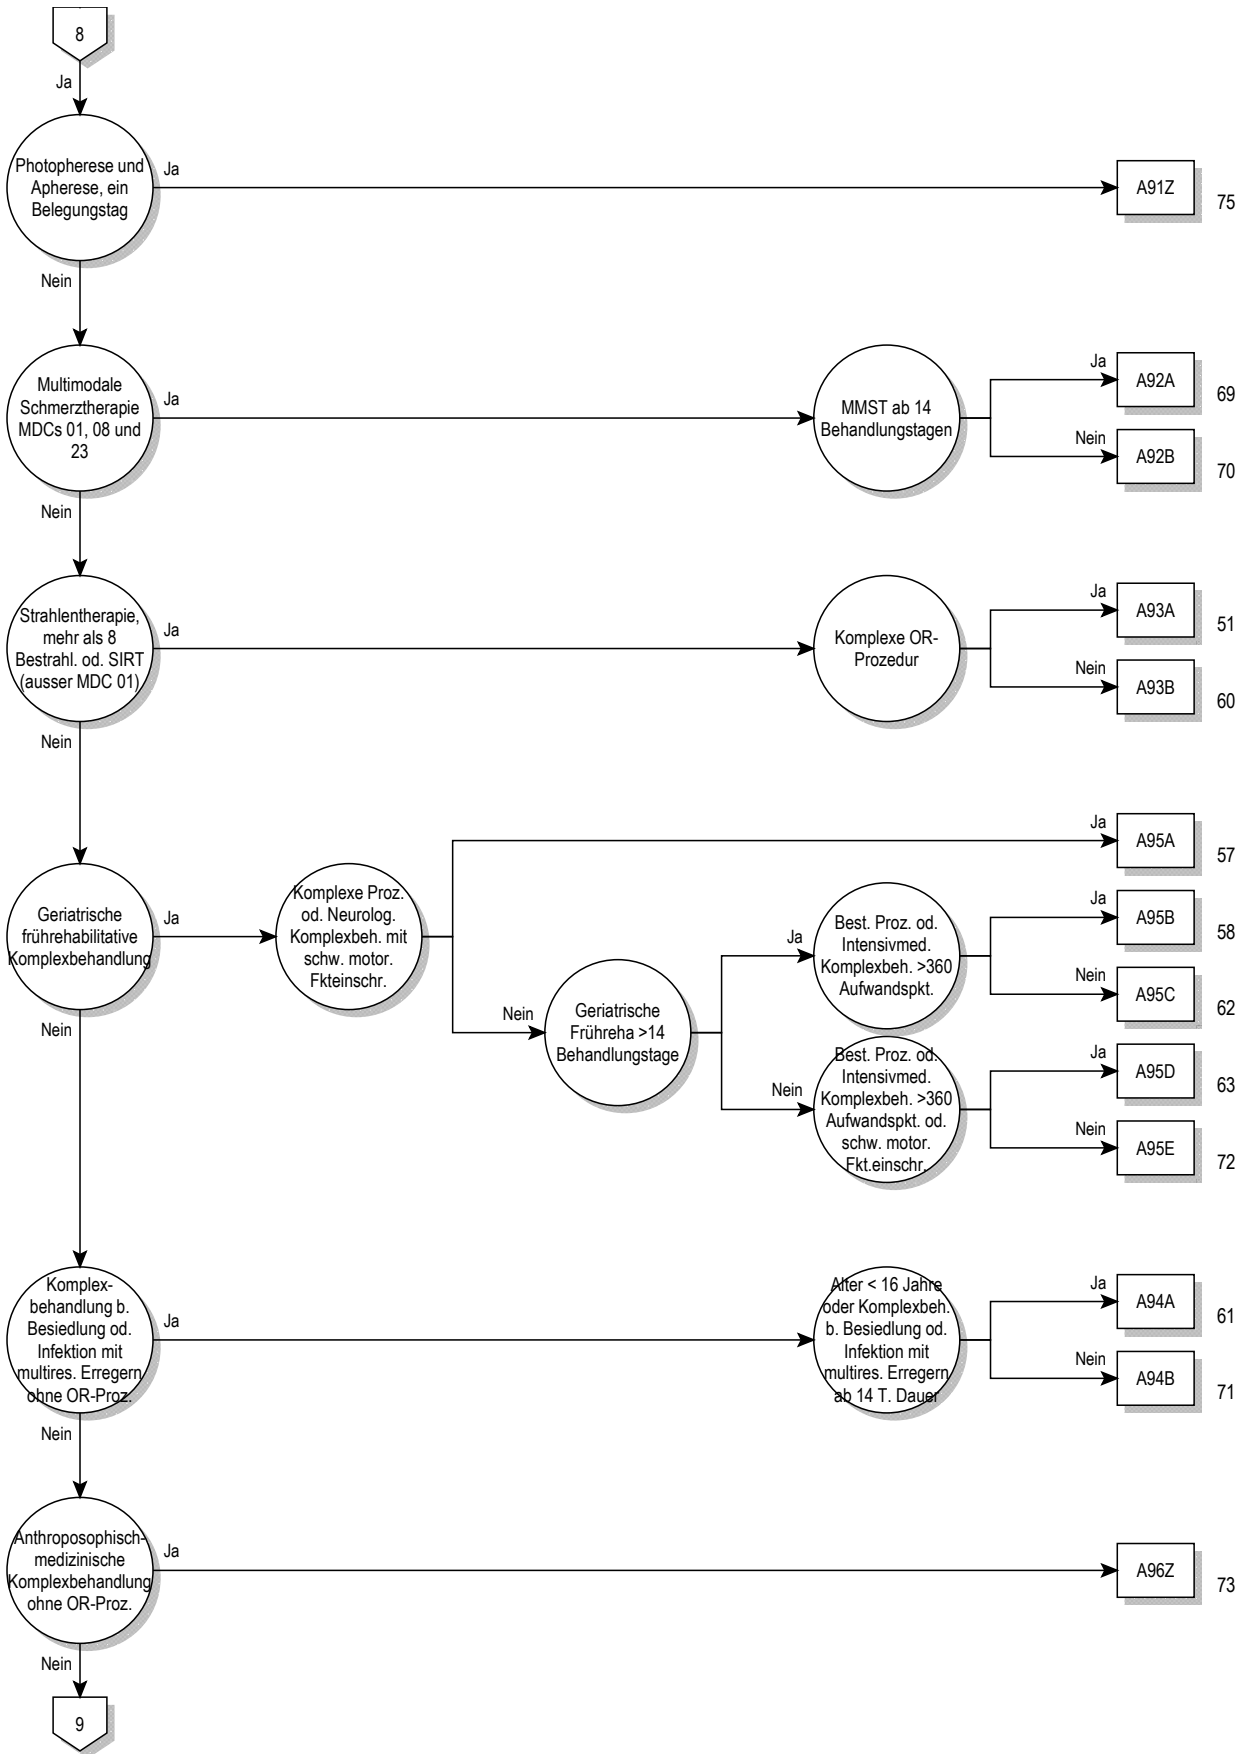 8
Ja
Photopherese und
Apherese, ein
Belegungstag
Ja
A91Z
75
Nein
Multimodale
Schmerztherapie
MDCs 01, 08 und
23
Ja
MMST ab 14
Behandlungstagen
Ja
A92A
69
Nein
A92B
70
Nein
Strahlentherapie,
mehr als 8
Bestrahl. od. SIRT
(ausser MDC 01)
Ja
Komplexe OR-
Prozedur
Ja
A93A
51
Nein
A93B
60
Nein
Geriatrische
frührehabilitative
Komplexbehandlung
Ja
Komplexe Proz.
od. Neurolog.
Komplexbeh. mit
schw. motor.
Fkteinschr.
Ja
A95A
57
Nein
Geriatrische
Frühreha >14
Behandlungstage
Ja
Best. Proz. od.
Intensivmed.
Komplexbeh. >360
Aufwandspkt.
Ja
A95B
58
Nein
A95C
62
Nein
Best. Proz. od.
Intensivmed.
Komplexbeh. >360
Aufwandspkt. od.
schw. motor.
Fkt.einschr.
Ja
A95D
63
Nein
A95E
72
Nein
Komplex-
behandlung b.
Besiedlung od.
Infektion mit
multires. Erregern
ohne OR-Proz.
Ja
Alter < 16 Jahre
oder Komplexbeh.
b. Besiedlung od.
Infektion mit
multires. Erregern
ab 14 T. Dauer
Ja
A94A
61
Nein
A94B
71
Nein
Anthroposophisch-
medizinische
Komplexbehandlung
ohne OR-Proz.
Ja
A96Z
73
Nein
9